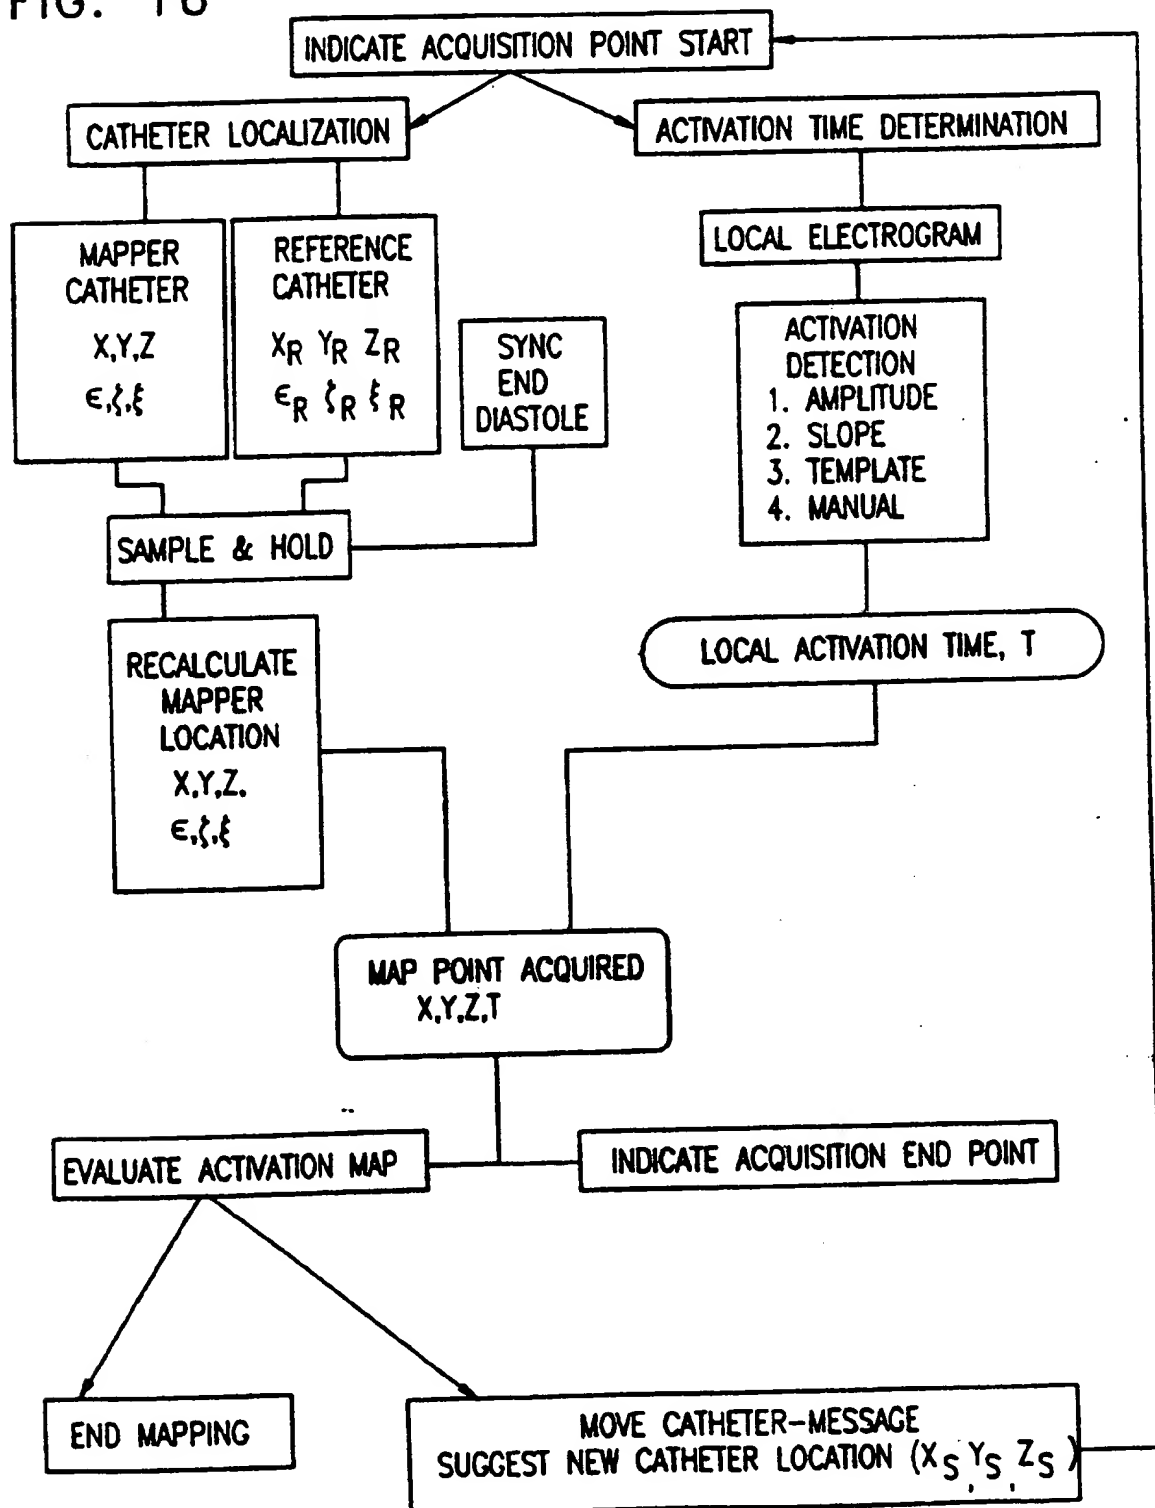 FIG. 18
INDICATE ACQUISITION POINT START
CATHETER LOCALIZATION
ACTIVATION TIME DETERMINATION
MAPPER
CATHETER
X,Y,Z
ϵ,ζ,ξ
REFERENCE
CATHETER
XR YR ZR
ϵR ζR ξR
SYNC
END
DIASTOLE
LOCAL ELECTROGRAM
ACTIVATION
DETECTION
1. AMPLITUDE
2. SLOPE
3. TEMPLATE
4. MANUAL
SAMPLE & HOLD
LOCAL ACTIVATION TIME, T
RECALCULATE
MAPPER
LOCATION
X,Y,Z.
ϵ,ζ,ξ
MAP POINT ACQUIRED
X,Y,Z,T
EVALUATE ACTIVATION MAP
INDICATE ACQUISITION END POINT
END MAPPING
MOVE CATHETER-MESSAGE
SUGGEST NEW CATHETER LOCATION (XS, YS, ZS)